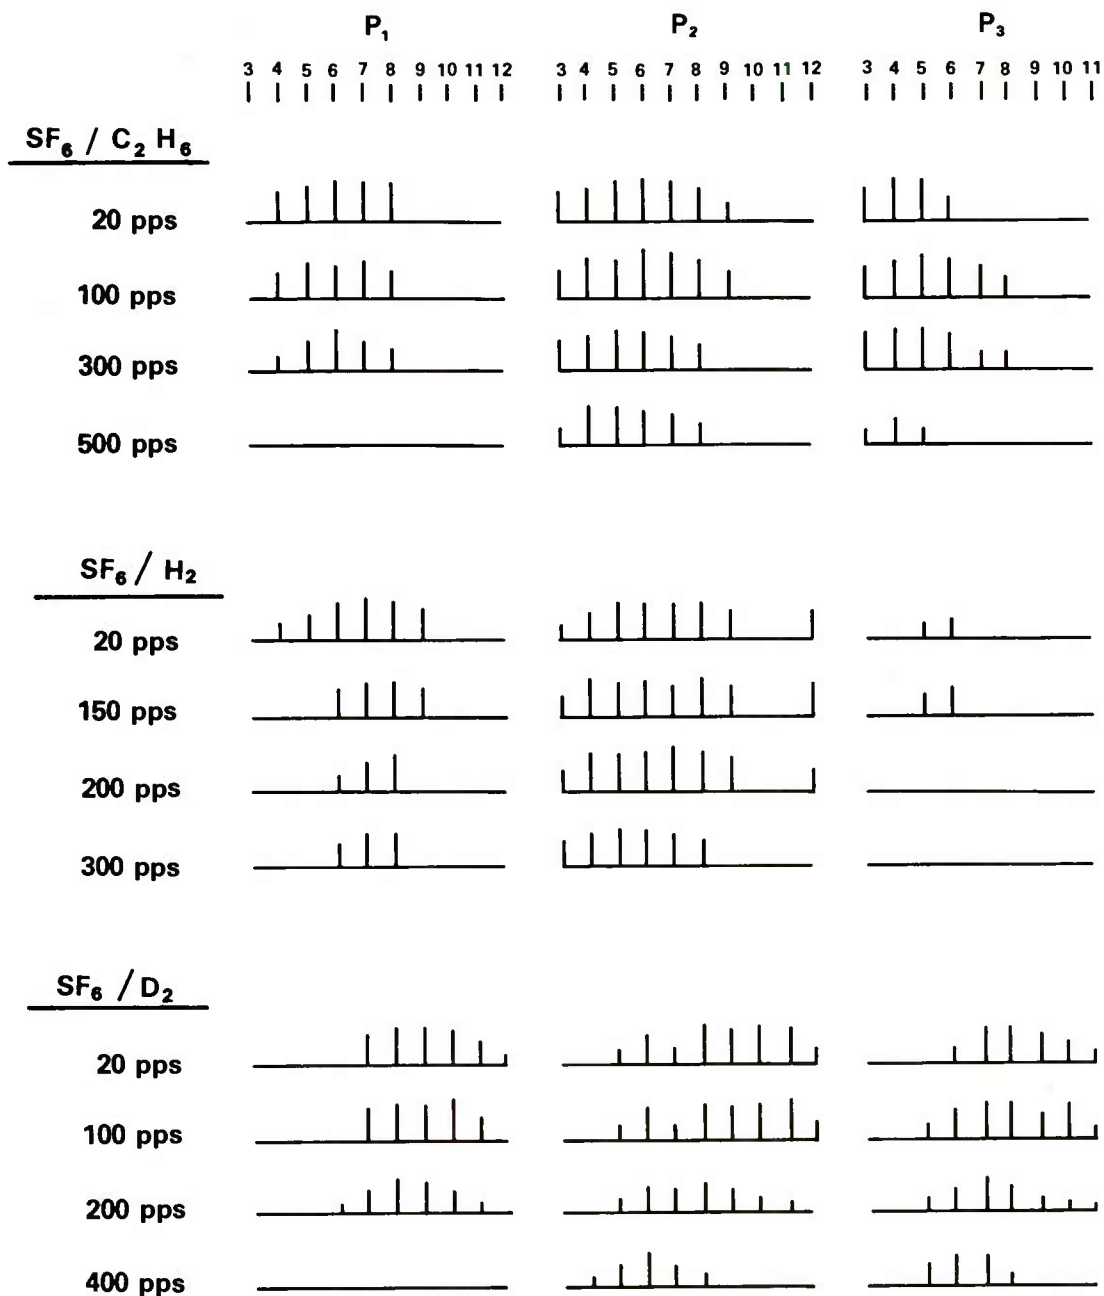 P₁ P₂ P₃
3 4 5 6 7 8 9 10 11 12 3 4 5 6 7 8 9 10 11 12 3 4 5 6 7 8 9 10 11
SF₆ / C₂ H₆
20 pps
100 pps
300 pps
500 pps
SF₆ / H₂
20 pps
150 pps
200 pps
300 pps
SF₆ / D₂
20 pps
100 pps
200 pps
400 pps